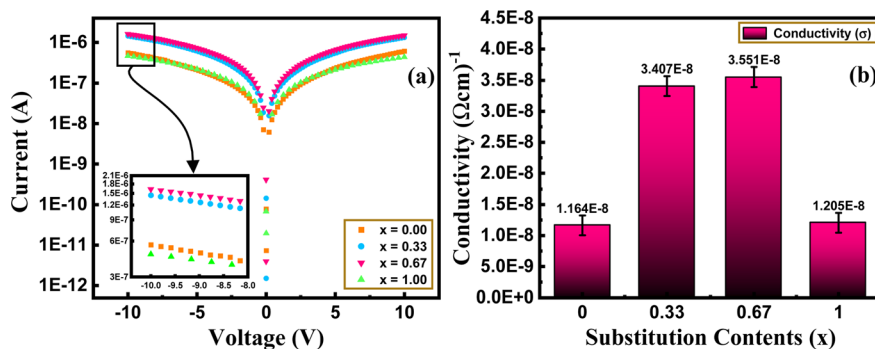 (a)
Current (A)
1E-6
1E-7
1E-8
1E-9
1E-10
1E-11
1E-12
2.1E-6
1.8E-6
1.5E-6
1.2E-6
9E-7
6E-7
3E-7
-10.0 -9.5 -9.0 -8.5 -8.0
x = 0.00
x = 0.33
x = 0.67
x = 1.00
-10 -5 0 5 10
Voltage (V)
(b)
Conductivity (σ)
Conductivity (Ωcm)-1
4.5E-8
4.0E-8
3.5E-8
3.0E-8
2.5E-8
2.0E-8
1.5E-8
1.0E-8
5.0E-9
0.0E+0
1.164E-8
3.407E-8
3.551E-8
1.205E-8
0 0.33 0.67 1
Substitution Contents (x)